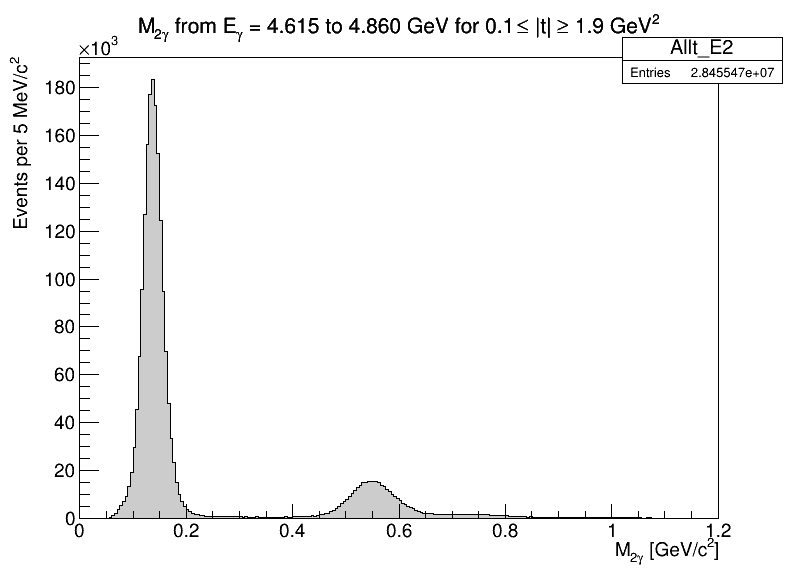 M2γ from Eγ = 4.615 to 4.860 GeV for 0.1≤ |t| ≥ 1.9 GeV²
×10³
Allt_E2
Entries 2.845547e+07
Events per 5 MeV/c²
180
160
140
120
100
80
60
40
20
0
0 0.2 0.4 0.6 0.8 1 1.2
M2γ [GeV/c²]